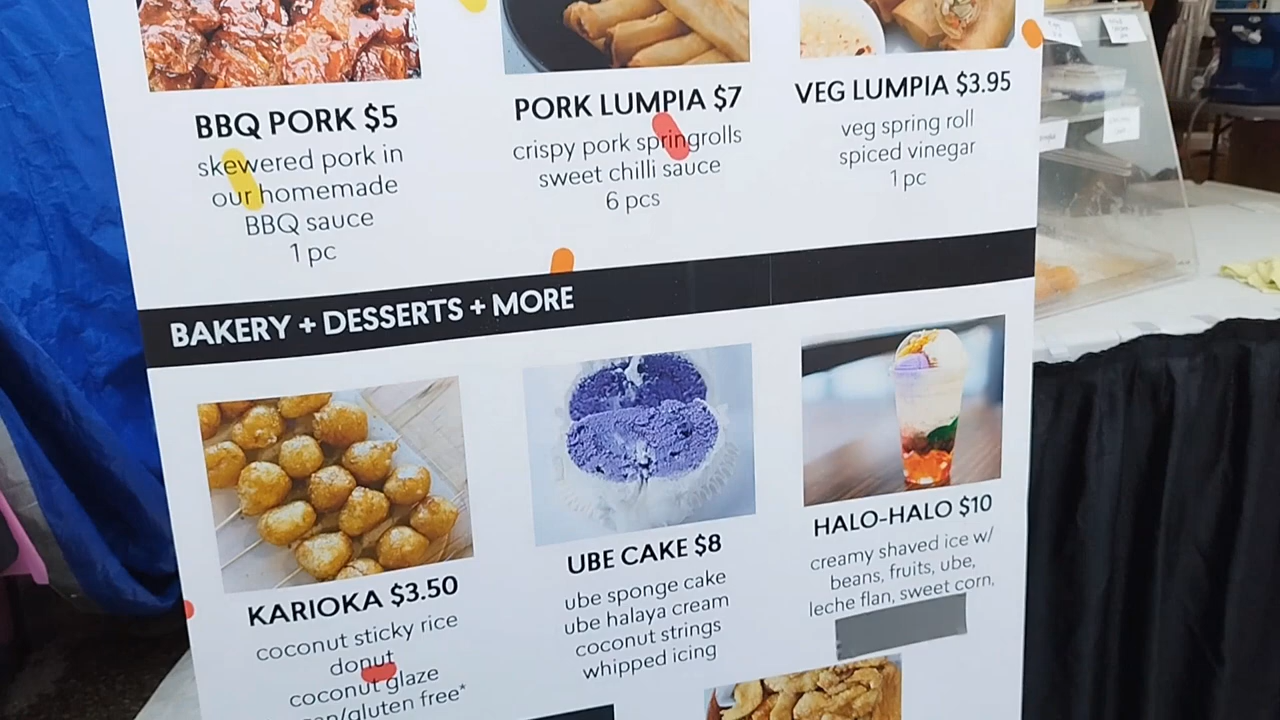 BBQ PORK $5
skewered pork in
our homemade
BBQ sauce
1 pc
PORK LUMPIA $7
crispy pork springrolls
sweet chilli sauce
6 pcs
VEG LUMPIA $3.95
veg spring roll
spiced vinegar
1 pc
BAKERY + DESSERTS + MORE
KARIOKA $3.50
coconut sticky rice
donut
coconut glaze
gluten free*
UBE CAKE $8
ube sponge cake
ube halaya cream
coconut strings
whipped icing
HALO-HALO $10
creamy shaved ice w/
beans, fruits, ube,
leche flan, sweet corn,